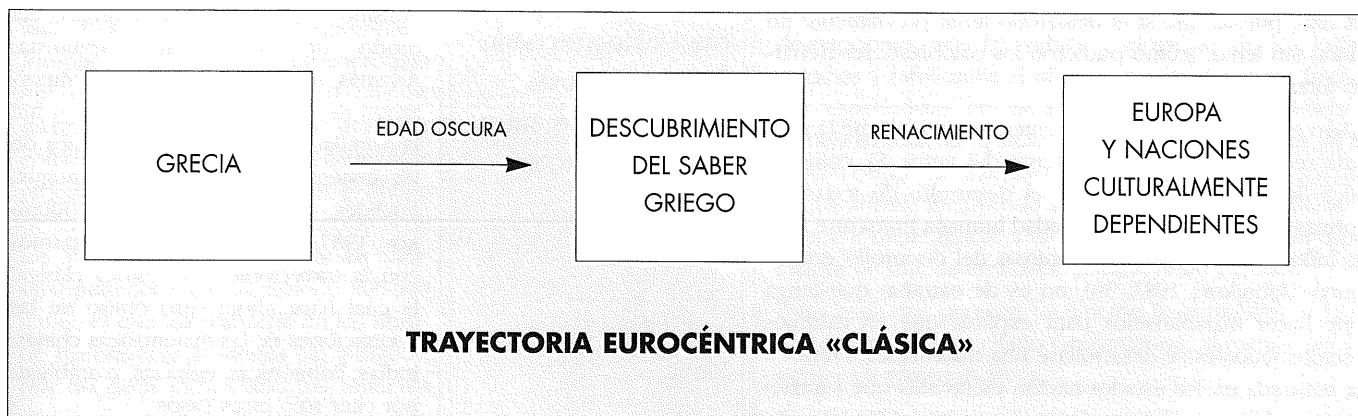 GRECIA
EDAD OSCURA
DESCUBRIMIENTO
DEL SABER
GRIEGO
RENACIMIENTO
EUROPA
Y NACIONES
CULTURALMENTE
DEPENDIENTES
TRAYECTORIA EUROCÉNTRICA «CLÁSICA»